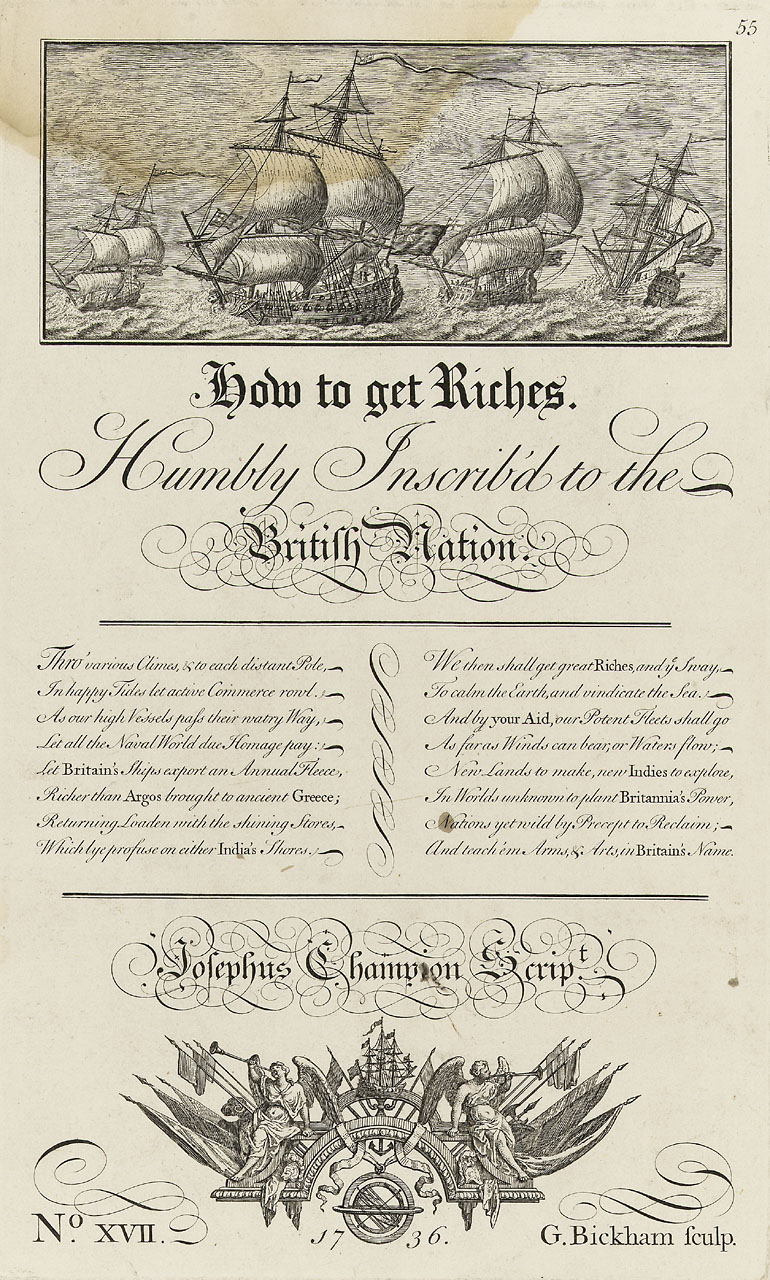 55
How to get Riches.
Humbly Inscrib'd to the
Britiſh Nation.
Thro' various Climes, & to each distant Pole,
In happy Tides let active Commerce rowl.
As our high Veſsels paſs their watry Way,
Let all the Naval World due Homage pay:
Let Britain's Ships export an Annual Fleece,
Richer than Argos brought to ancient Greece;
Returning Loaden with the shining Stores,
Which lye profuse on either India's Shores.
We then shall get great Riches, and yͤ Sway,
To calm the Earth, and vindicate the Sea.
And by your Aid, our Potent Fleets shall go
As far as Winds can bear, or Waters flow;
New Lands to make, new Indies to explore,
In Worlds unknown to plant Britannia's Power,
Nations yet wild by Precept to Reclaim;
And teach 'em Arms, & Arts, in Britain's Name.
Joſephus Champion Scrip.ᵗ
N.º XVII.
1736.
G. Bickham ſculp.